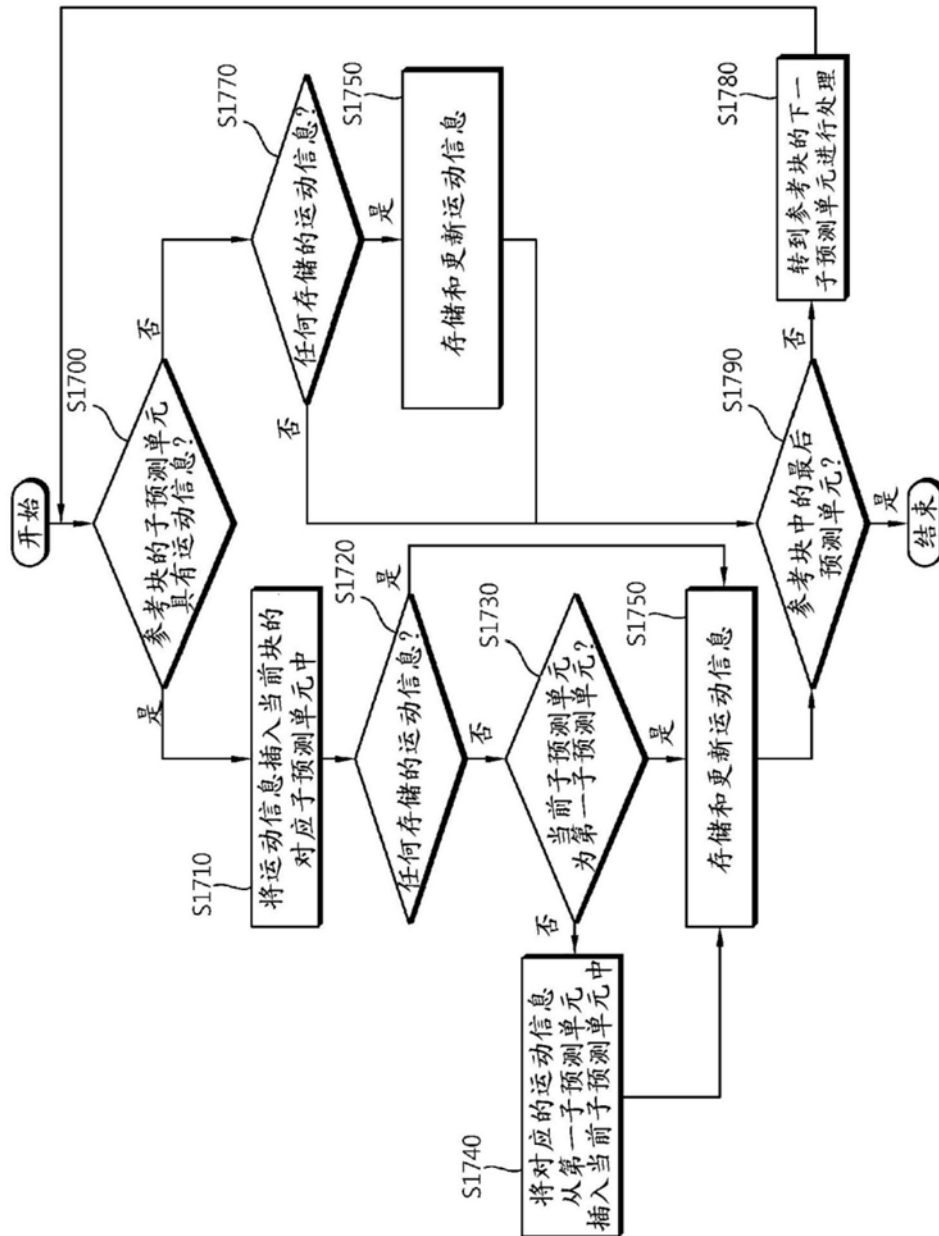 开始
S1700
参考块的子预测单元
具有运动信息?
是
否
S1710
将运动信息插入当前块的
对应子预测单元中
S1720
任何存储的运动信息?
是
否
S1730
当前子预测单元
为第一子预测单元?
否
是
S1740
将对应的运动信息
从第一子预测单元
插入当前子预测单元中
S1750
存储和更新运动信息
S1770
任何存储的运动信息?
否
是
S1750
存储和更新运动信息
S1790
参考块中的最后
预测单元?
否
是
S1780
转到参考块的下一
子预测单元进行处理
结束